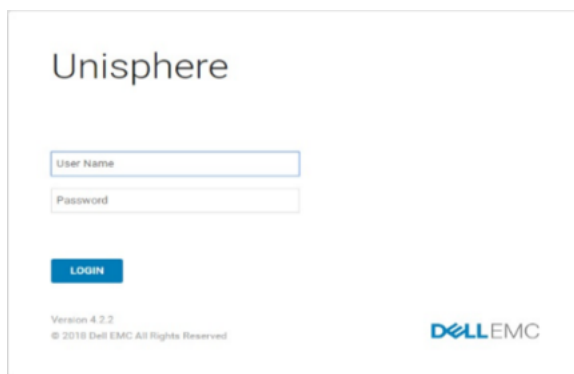 Unisphere
User Name
Password
LOGIN
Version 4.2.2
© 2018 Dell EMC All Rights Reserved
DELLEMC